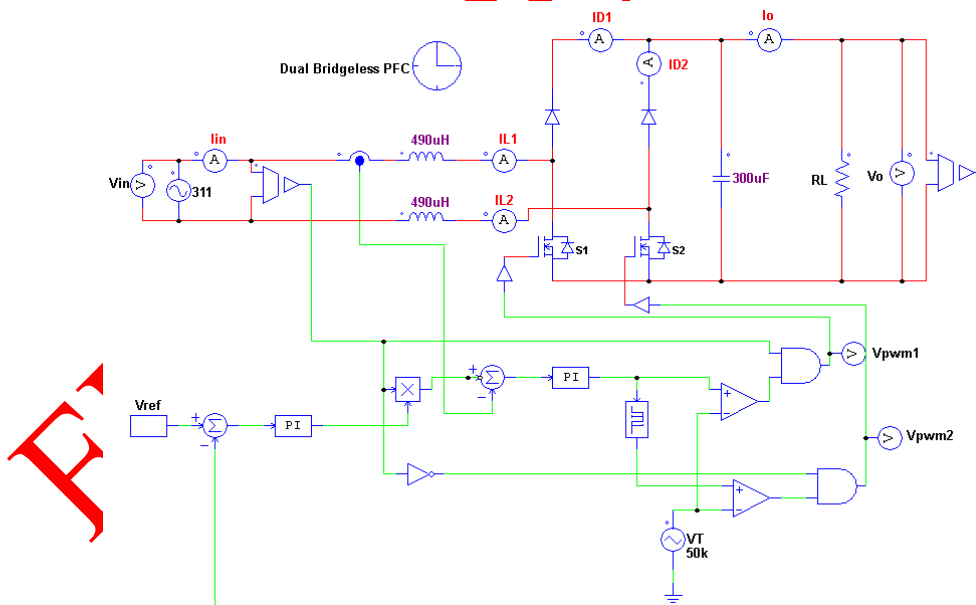 ID1
Io
Dual Bridgeless PFC
A
A
A
ID2
Iin
490uH
IL1
A
A
Vin
V
311
300uF
RL
Vo
V
490uH
IL2
A
S1
S2
Vpwm1
V
Vref
PI
PI
Vpwm2
V
VT
50k